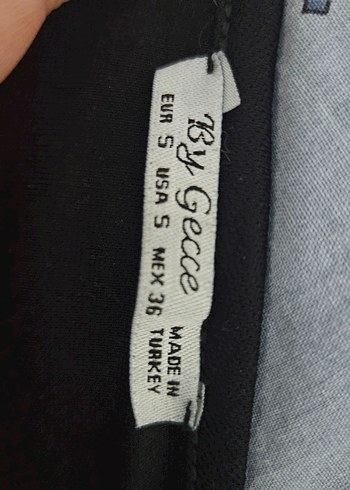 By Gecce
EUR S USA S MEX 36
MADE IN
TURKEY